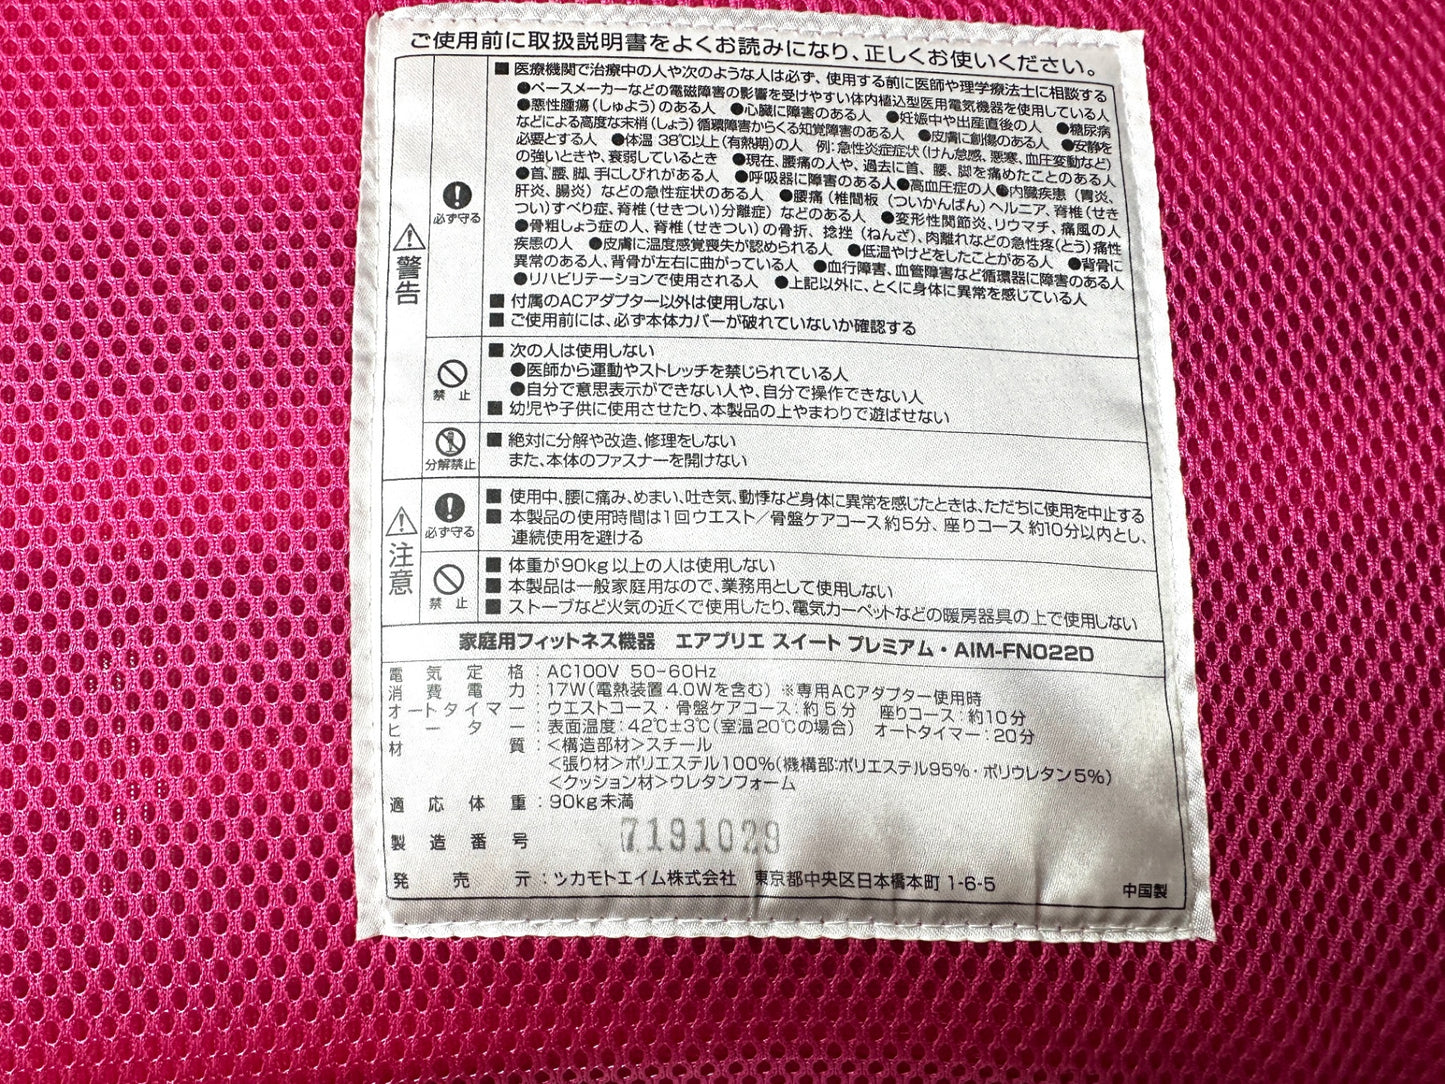 ご使用前に取扱説明書をよくお読みになり、正しくお使いください。
警告
必ず守る
■ 医療機関で治療中の人や次のような人は必ず、使用する前に医師や理学療法士に相談する
●ペースメーカーなどの電磁障害の影響を受けやすい体内植込型医用電気機器を使用している人
●悪性腫瘍(しゅよう)のある人 ●心臓に障害のある人 ●妊娠中や出産直後の人 ●糖尿病
などによる高度な末梢(しょう)循環障害からくる知覚障害のある人 ●皮膚に創傷のある人 ●安静を
必要とする人 ●体温 38℃以上(有熱期)の人 例:急性炎症症状(けん怠感、悪寒、血圧変動など)
の強いときや、衰弱しているとき ●現在、腰痛の人や、過去に首、腰、脚を痛めたことのある人
●首、腰、脚、手にしびれがある人 ●呼吸器に障害のある人●高血圧症の人●内臓疾患(胃炎、
肝炎、腸炎)などの急性症状のある人 ●腰痛(椎間板(ついかんばん)ヘルニア、脊椎(せき
つい)すべり症、脊椎(せきつい)分離症)などのある人 ●変形性関節炎、リウマチ、痛風の人
●骨粗しょう症の人、脊椎(せきつい)の骨折、捻挫(ねんざ)、肉離れなどの急性疼(とう)痛性
疾患の人 ●皮膚に温度感覚喪失が認められる人 ●低温やけどをしたことがある人 ●背骨に
異常のある人、背骨が左右に曲がっている人 ●血行障害、血管障害など循環器に障害のある人
●リハビリテーションで使用される人 ●上記以外に、とくに身体に異常を感じている人
■ 付属のACアダプター以外は使用しない
■ ご使用前には、必ず本体カバーが破れていないか確認する
禁 止
■ 次の人は使用しない
●医師から運動やストレッチを禁じられている人
●自分で意思表示ができない人や、自分で操作できない人
■ 幼児や子供に使用させたり、本製品の上やまわりで遊ばせない
分解禁止
■ 絶対に分解や改造、修理をしない
また、本体のファスナーを開けない
注意
必ず守る
■ 使用中、腰に痛み、めまい、吐き気、動悸など身体に異常を感じたときは、ただちに使用を中止する
■ 本製品の使用時間は1回ウエスト/骨盤ケアコース 約5分、座りコース 約10分以内とし、
連続使用を避ける
禁 止
■ 体重が90kg以上の人は使用しない
■ 本製品は一般家庭用なので、業務用として使用しない
■ ストーブなど火気の近くで使用したり、電気カーペットなどの暖房器具の上で使用しない
家庭用フィットネス機器 エアプリエ スイート プレミアム・AIM-FN022D
電気定格:AC100V 50-60Hz
消費電力:17W(電熱装置4.0Wを含む) ※専用ACアダプター使用時
オートタイマー:ウエストコース・骨盤ケアコース:約5分 座りコース:約10分
ヒーター:表面温度:42℃±3℃(室温20℃の場合) オートタイマー:20分
材質:<構造部材>スチール
<張り材>ポリエステル100%(機構部:ポリエステル95%・ポリウレタン5%)
<クッション材>ウレタンフォーム
適応体重:90kg未満
製造番号 7191029
発売元:ツカモトエイム株式会社 東京都中央区日本橋本町 1-6-5 中国製